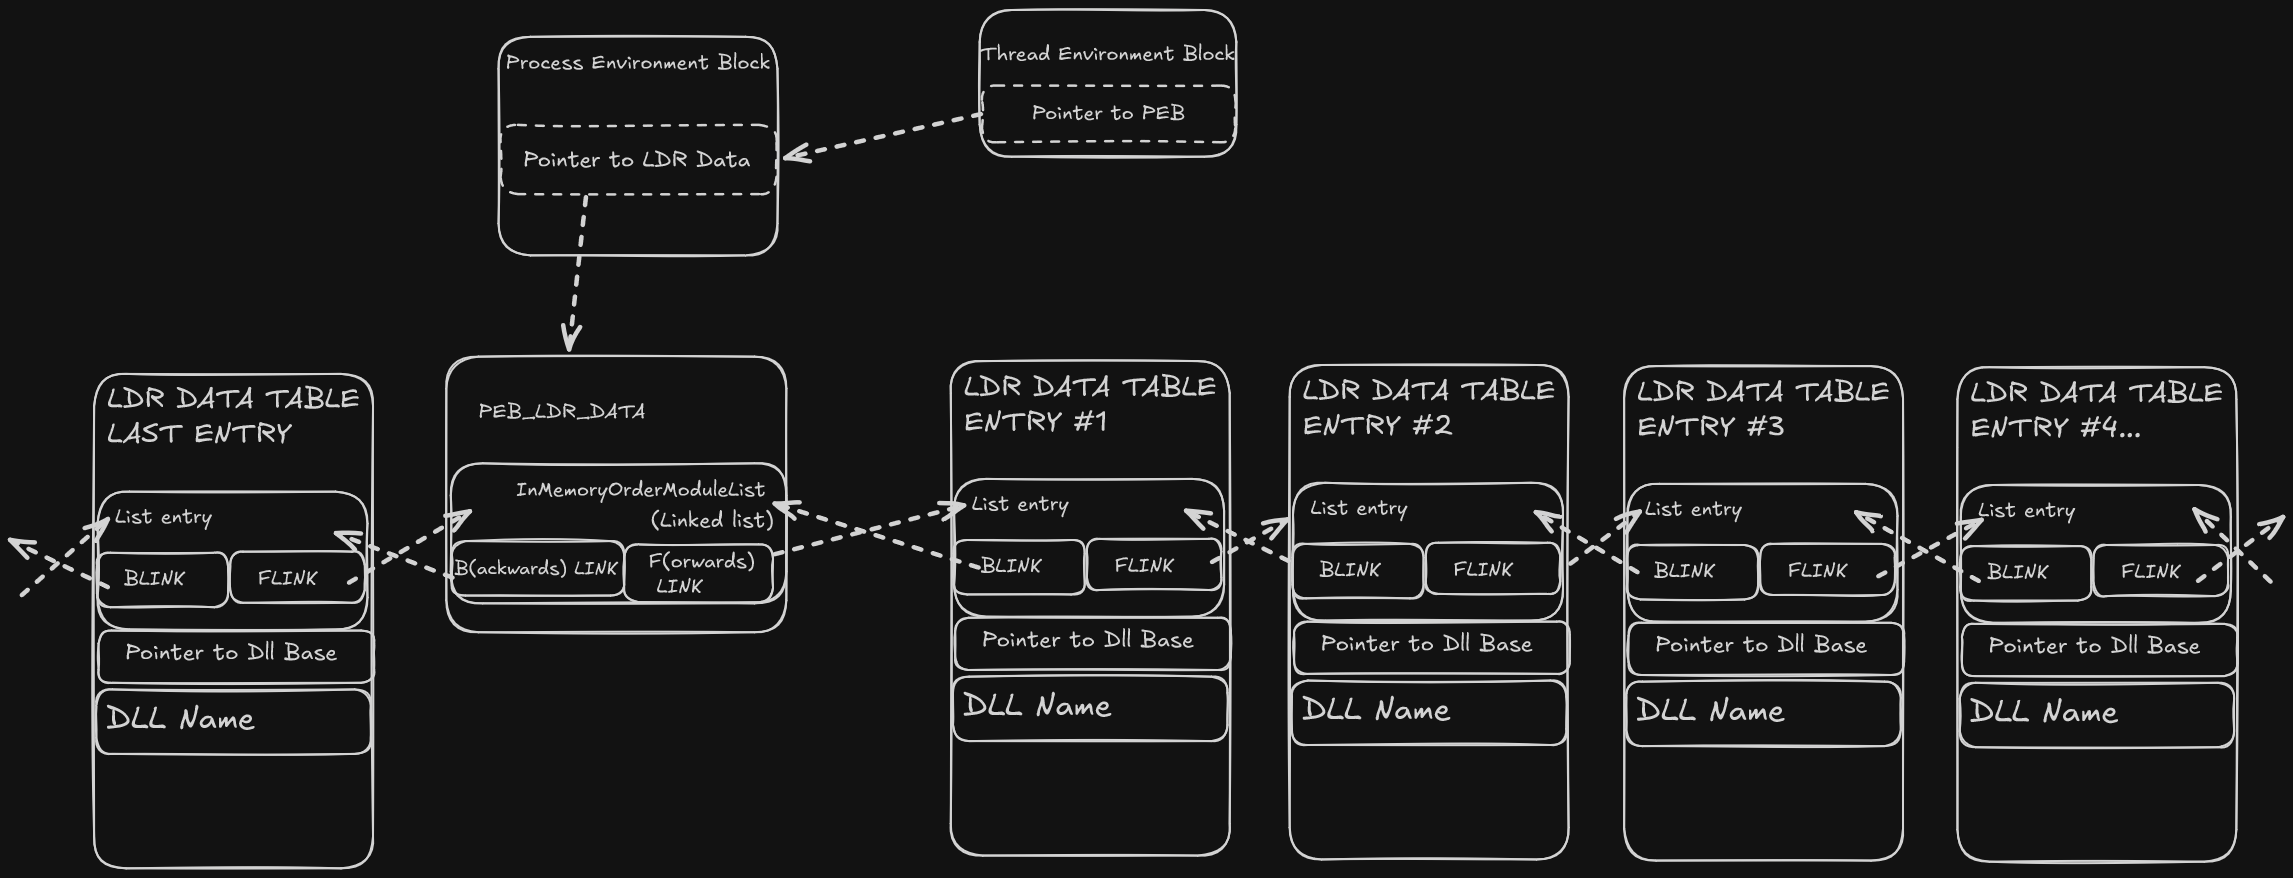 Process Environment Block
Pointer to LDR Data
Thread Environment Block
Pointer to PEB
LDR DATA TABLE
LAST ENTRY
List entry
BLINK
FLINK
Pointer to Dll Base
DLL Name
PEB_LDR_DATA
InMemoryOrderModuleList
(Linked list)
B(ackwards) LINK
F(orwards)
LINK
LDR DATA TABLE
ENTRY #1
List entry
BLINK
FLINK
Pointer to Dll Base
DLL Name
LDR DATA TABLE
ENTRY #2
List entry
BLINK
FLINK
Pointer to Dll Base
DLL Name
LDR DATA TABLE
ENTRY #3
List entry
BLINK
FLINK
Pointer to Dll Base
DLL Name
LDR DATA TABLE
ENTRY #4...
List entry
BLINK
FLINK
Pointer to Dll Base
DLL Name